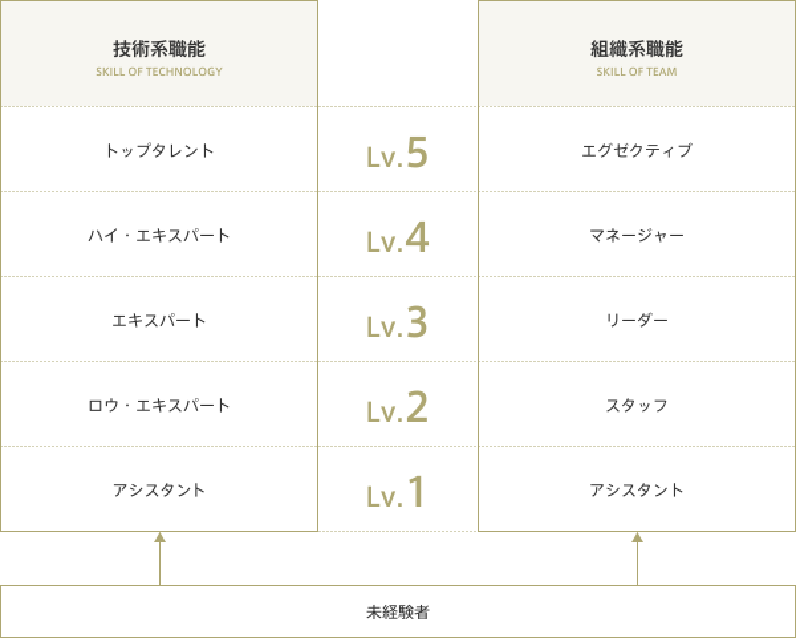 技術系職能
SKILL OF TECHNOLOGY
組織系職能
SKILL OF TEAM
トップタレント
Lv.5
エグゼクティブ
ハイ・エキスパート
Lv.4
マネージャー
エキスパート
Lv.3
リーダー
ロウ・エキスパート
Lv.2
スタッフ
アシスタント
Lv.1
アシスタント
未経験者